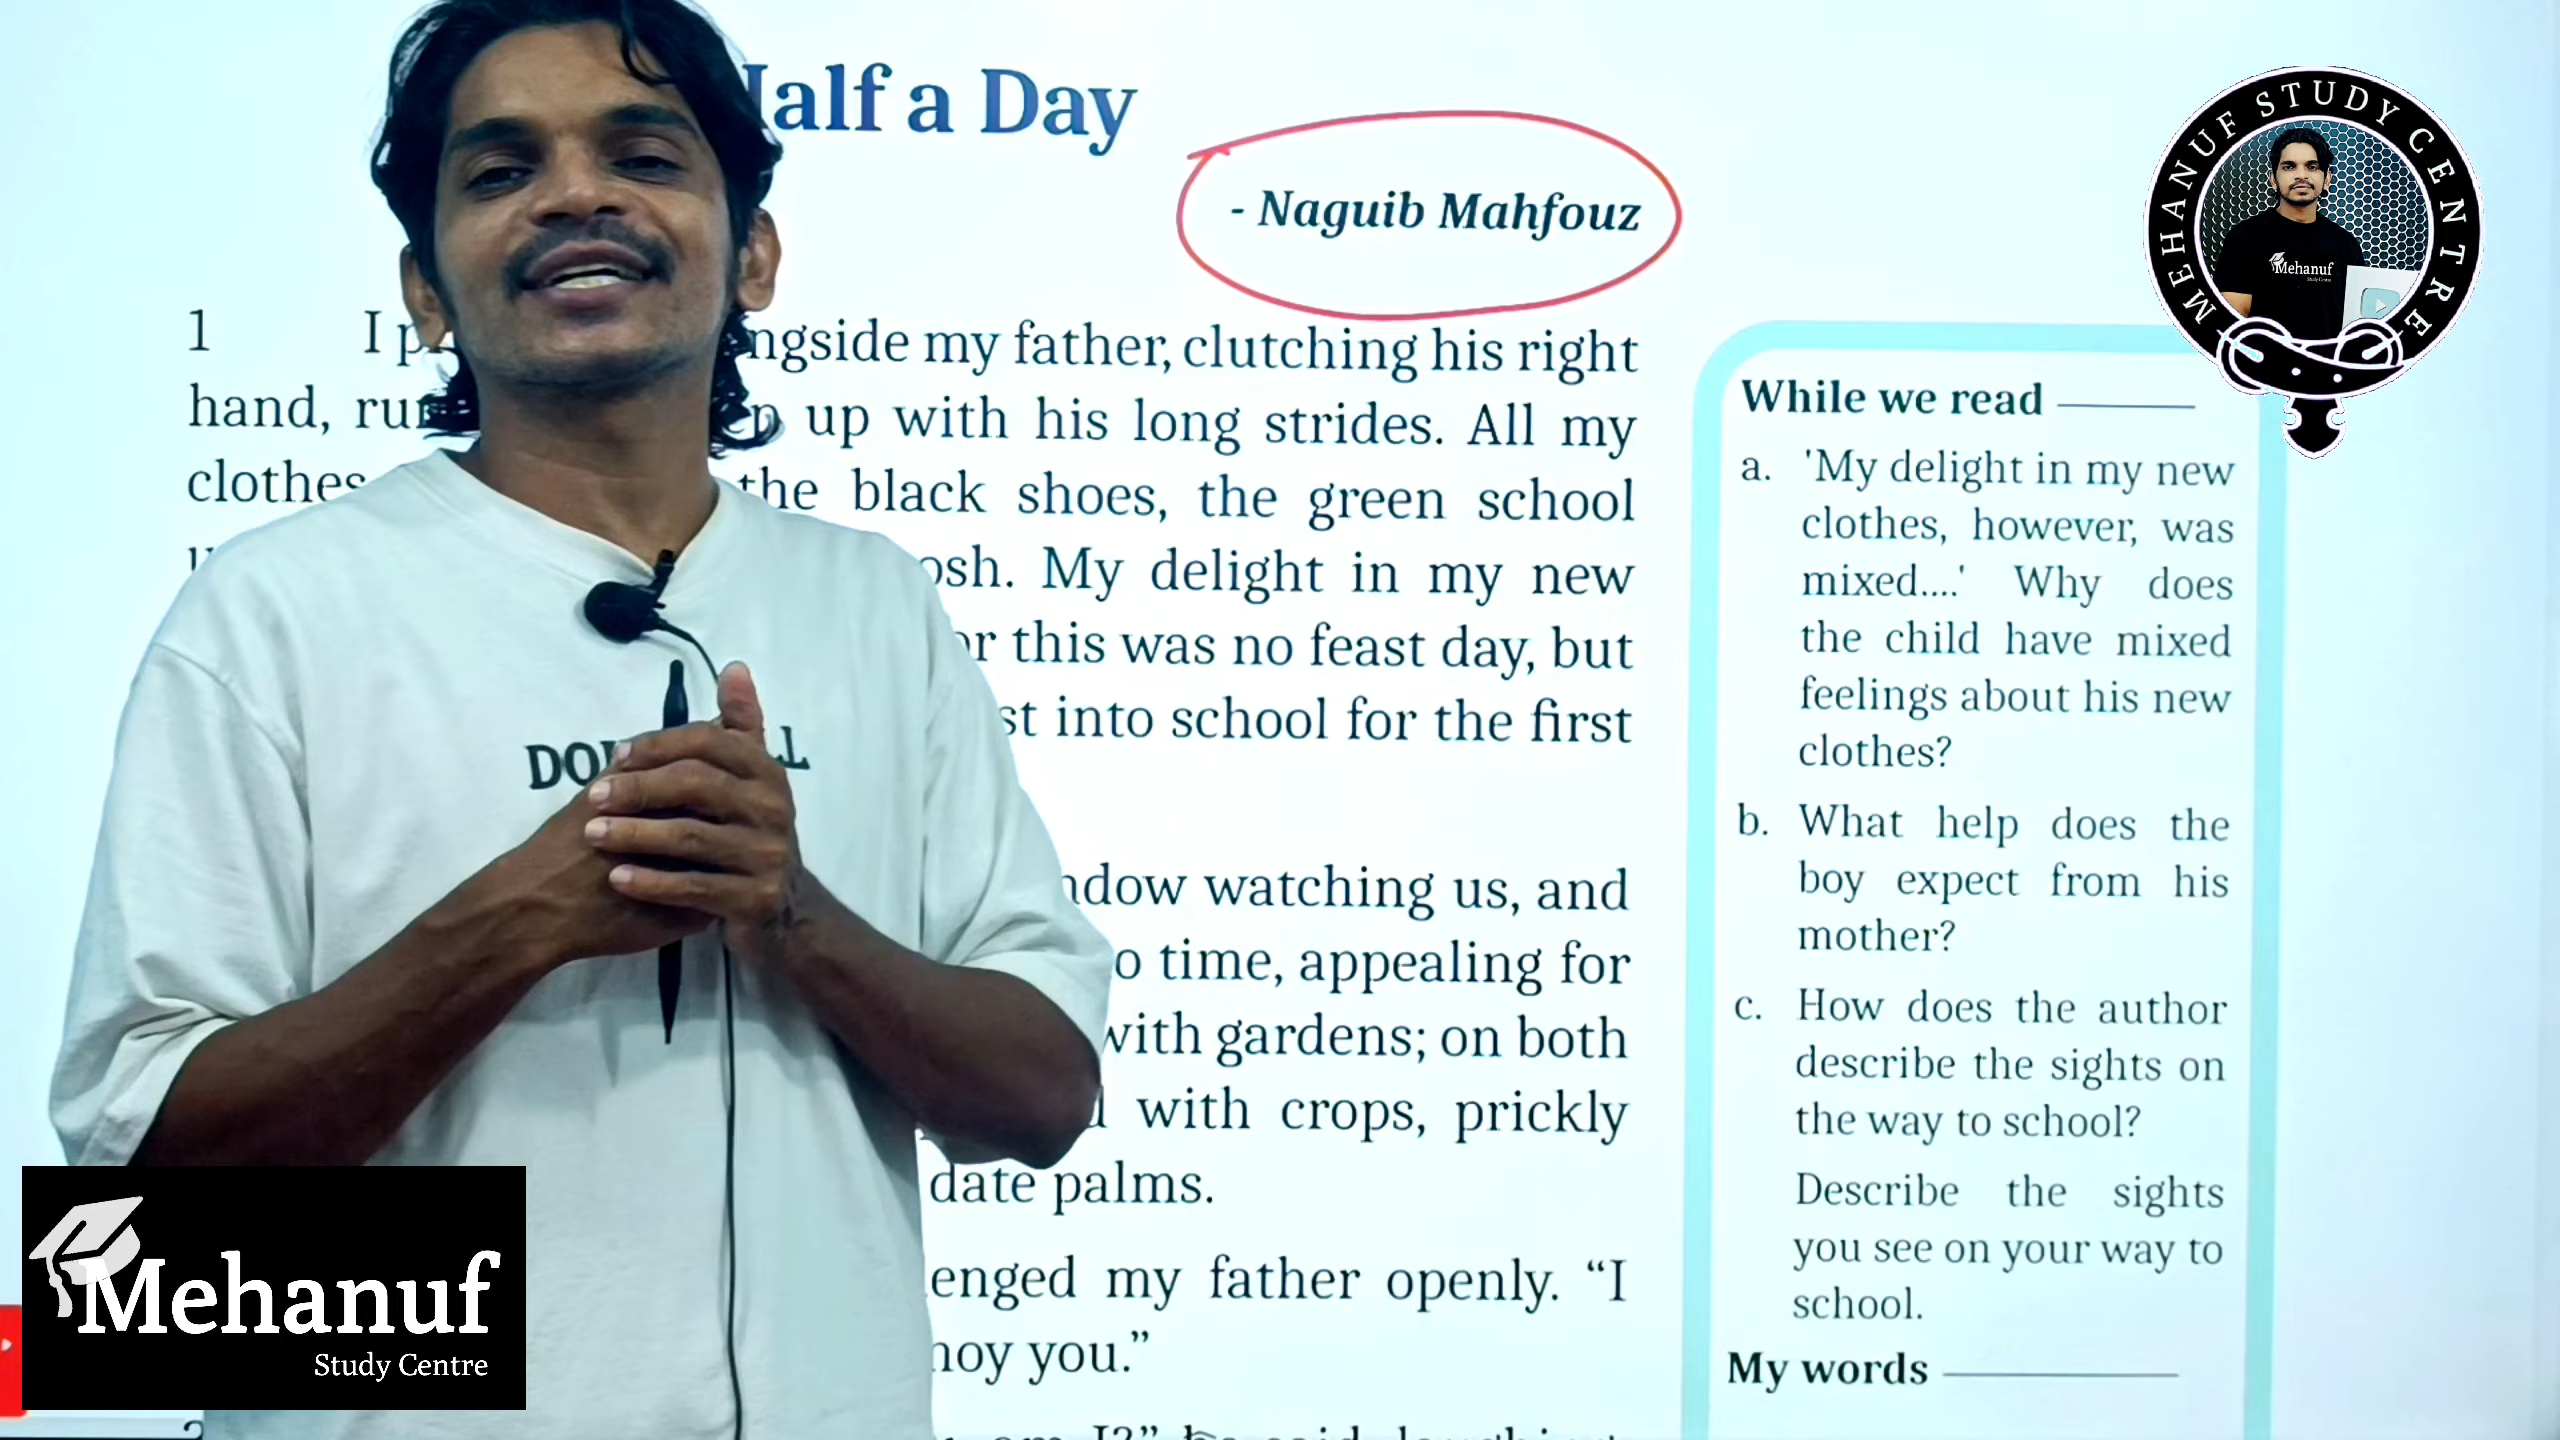 Half a Day
- Naguib Mahfouz
1 I ngside my father, clutching his right
hand, up with his long strides. All my
clothes the black shoes, the green school
osh. My delight in my new
or this was no feast day, but
st into school for the first
ndow watching us, and
o time, appealing for
with gardens; on both
with crops, prickly
date palms.
enged my father openly. “I
noy you.”
While we read
a. 'My delight in my new
clothes, however, was
mixed....' Why does
the child have mixed
feelings about his new
clothes?
b. What help does the
boy expect from his
mother?
c. How does the author
describe the sights on
the way to school?
Describe the sights
you see on your way to
school.
My words
MEHANUF STUDY CENTRE
Mehanuf
Study Centre
Mehanuf
Study Centre